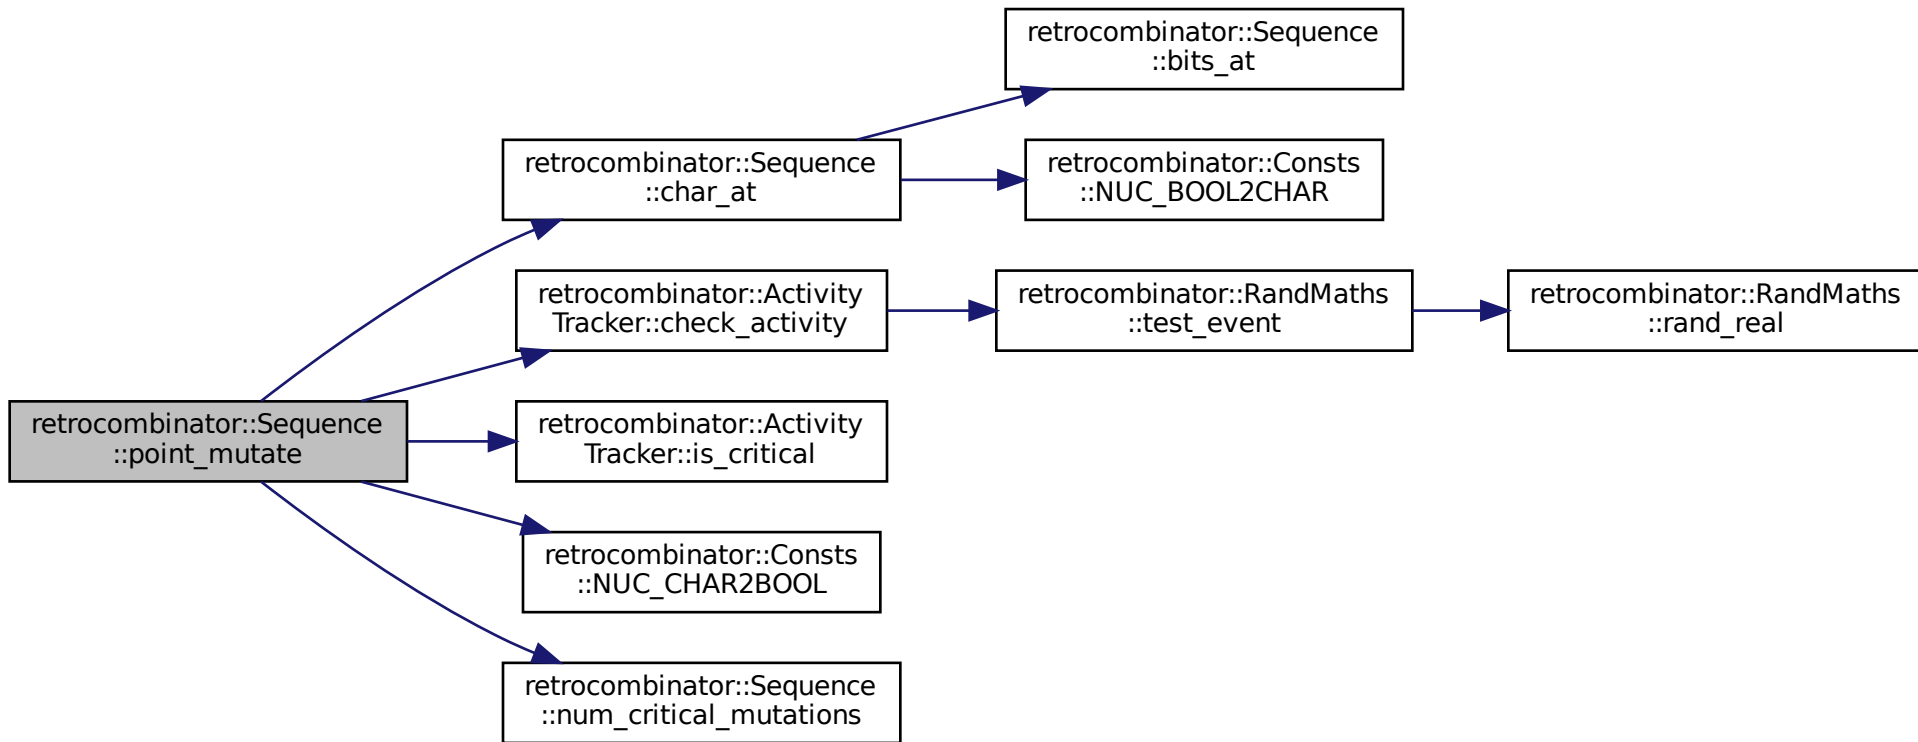 retrocombinator::Sequence
::point_mutate
retrocombinator::Sequence
::char_at
retrocombinator::Sequence
::bits_at
retrocombinator::Consts
::NUC_BOOL2CHAR
retrocombinator::Activity
Tracker::check_activity
retrocombinator::RandMaths
::test_event
retrocombinator::RandMaths
::rand_real
retrocombinator::Activity
Tracker::is_critical
retrocombinator::Consts
::NUC_CHAR2BOOL
retrocombinator::Sequence
::num_critical_mutations